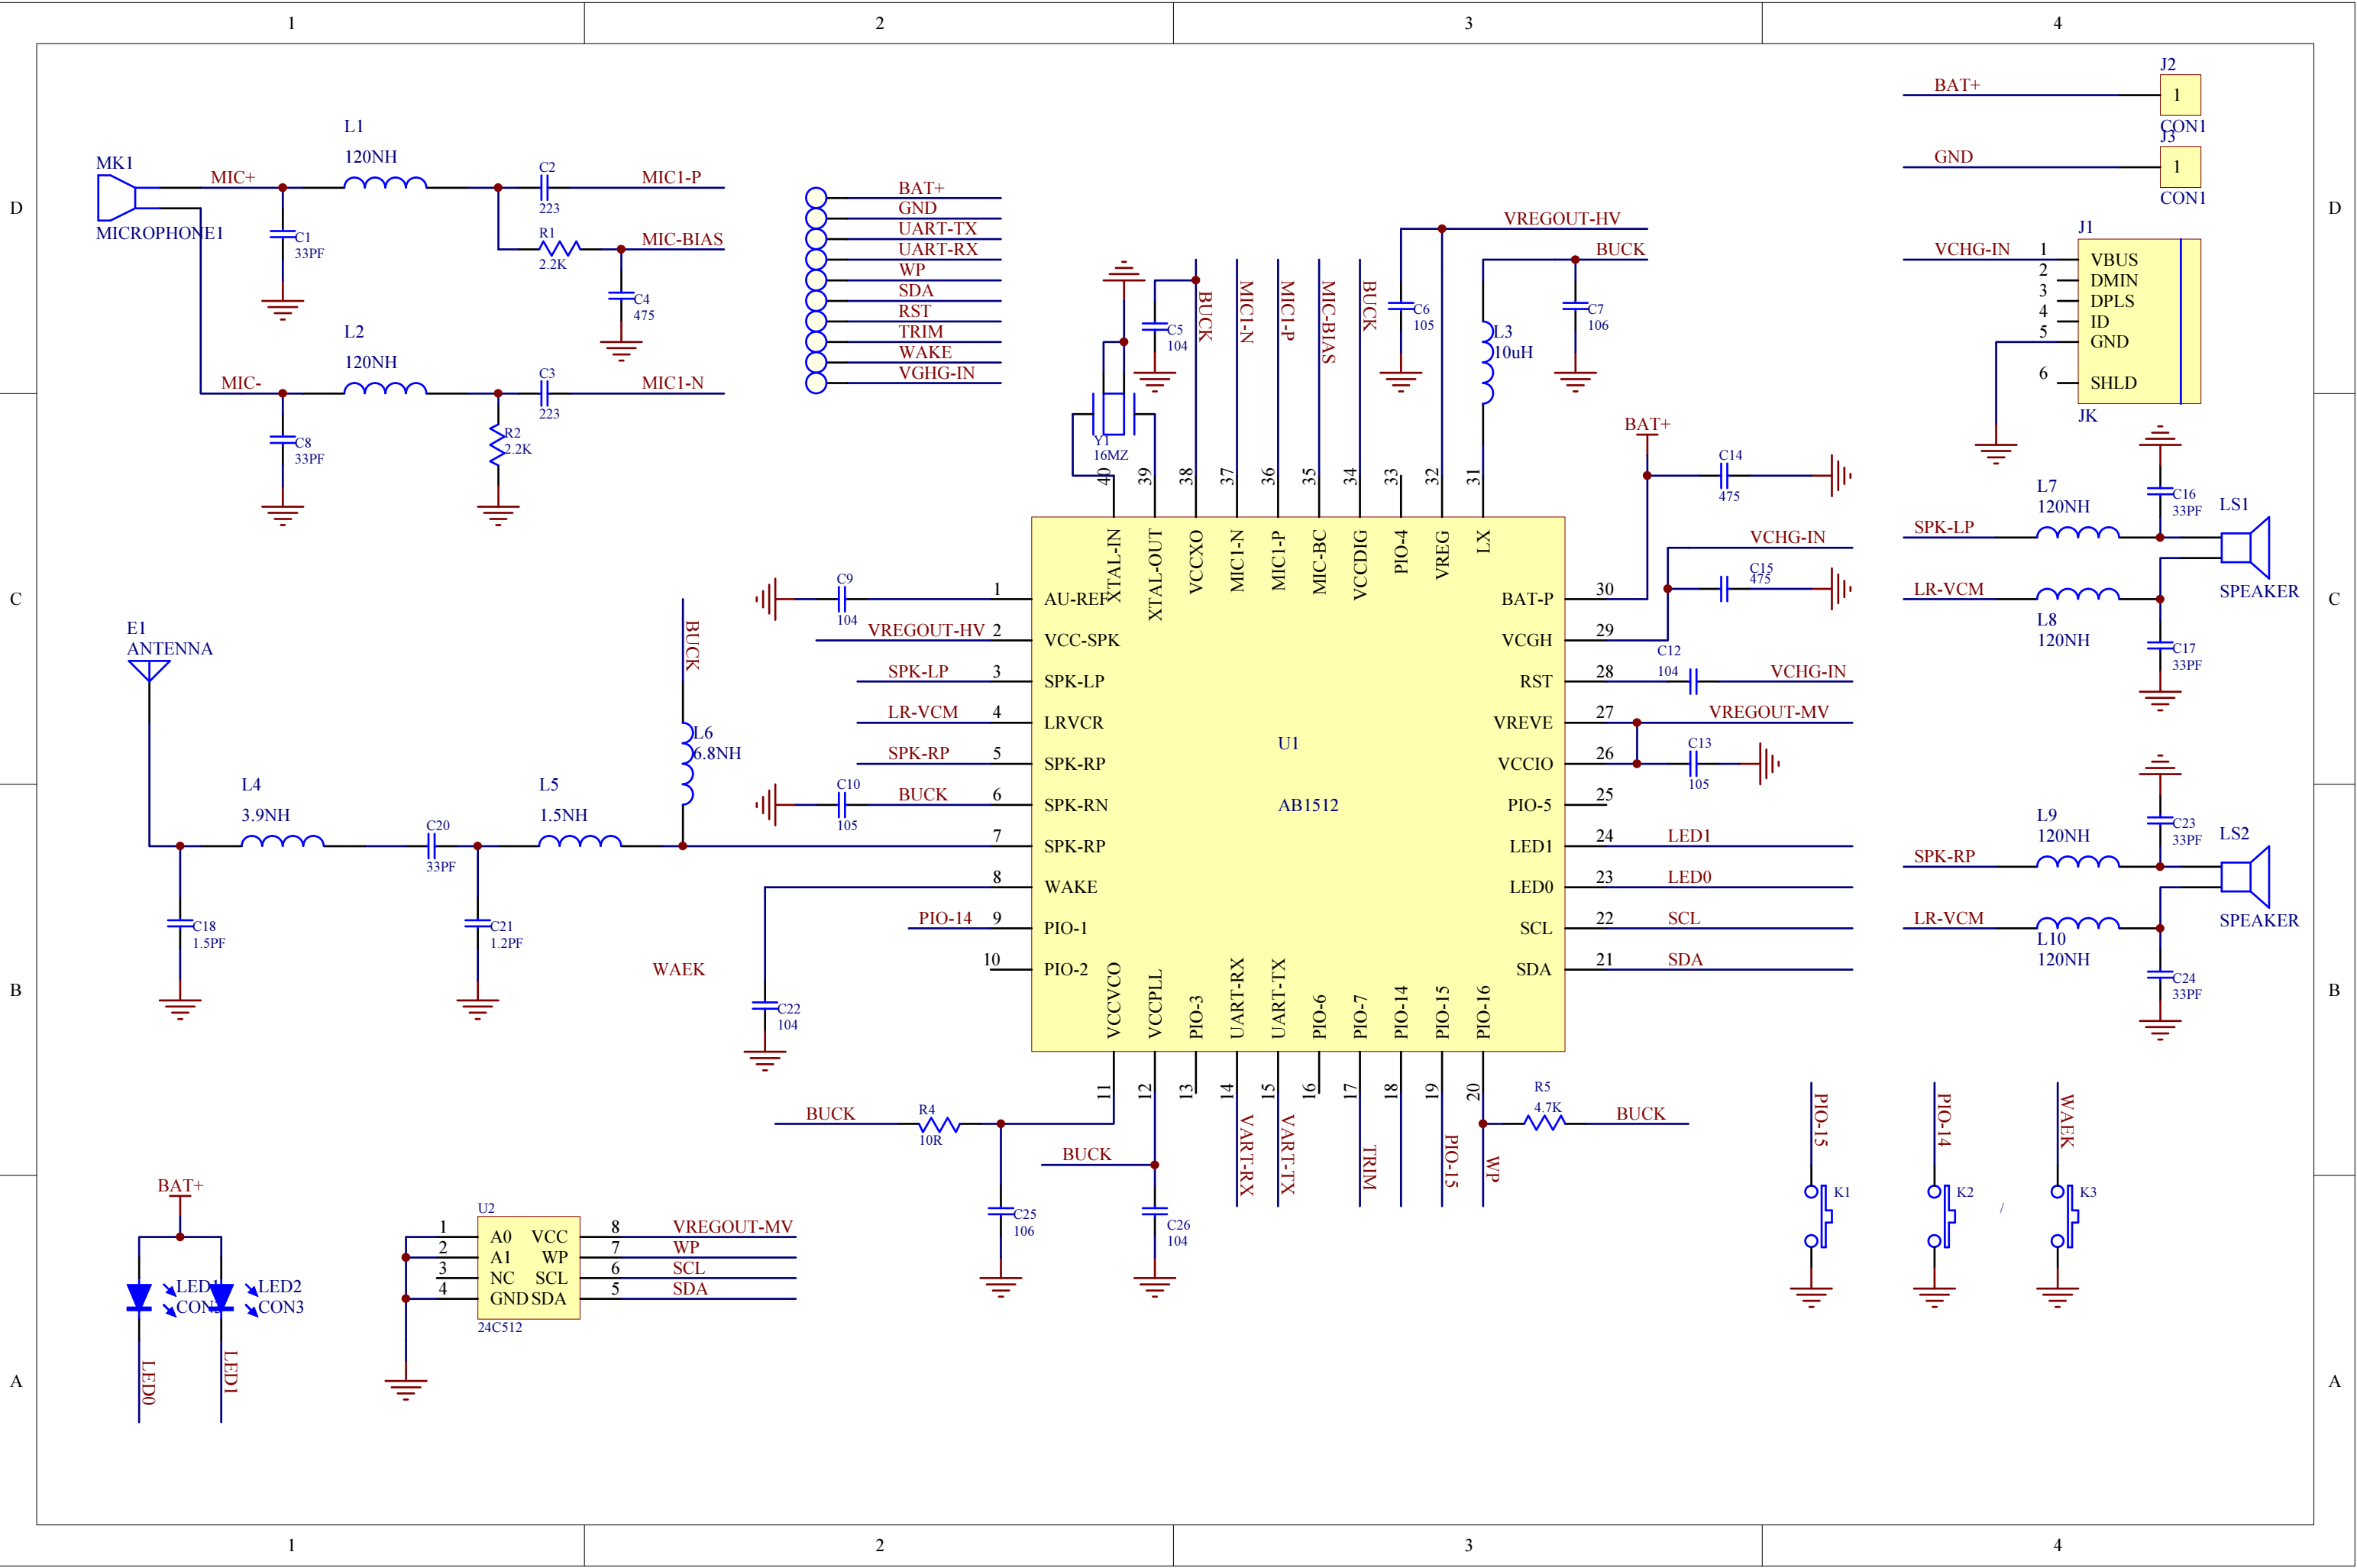 1
2
3
4
D
C
B
A
MK1
MICROPHONE1
MIC+
L1
120NH
C1
33PF
C2
223
MIC1-P
R1
2.2K
MIC-BIAS
C4
475
L2
120NH
MIC-
C3
223
MIC1-N
C8
33PF
R2
2.2K
BAT+
GND
UART-TX
UART-RX
WP
SDA
RST
TRIM
WAKE
VGHG-IN
Y1
16MZ
C5
104
BUCK
MIC1-N
MIC1-P
MIC-BIAS
BUCK
C6
105
VREGOUT-HV
BUCK
L3
10uH
C7
106
J2
BAT+
1
CON1
J3
GND
1
CON1
J1
VCHG-IN
1 VBUS
2 DMIN
3 DPLS
4 ID
5 GND
6 SHLD
JK
40 XTAL-IN
39 XTAL-OUT
38 VCCXO
37 MIC1-N
36 MIC1-P
35 MIC-BC
34 VCCDIG
33 PIO-4
32 VREG
31 LX
U1
AB1512
C9
104
1 AU-REF
VREGOUT-HV 2 VCC-SPK
SPK-LP 3 SPK-LP
LR-VCM 4 LRVCR
SPK-RP 5 SPK-RP
C10
105
BUCK 6 SPK-RN
7 SPK-RP
8 WAKE
PIO-14 9 PIO-1
10 PIO-2
BAT+
C14
475
BAT-P 30
VCHG-IN
C15
475
VCGH 29
C12
104
RST 28 VCHG-IN
VREVE 27 VREGOUT-MV
VCCIO 26
C13
105
PIO-5 25
LED1 24 LED1
LED0 23 LED0
SCL 22 SCL
SDA 21 SDA
VCCVCO 11
VCCPLL 12
PIO-3 13
UART-RX 14 VART-RX
UART-TX 15 VART-TX
PIO-6 16
PIO-7 17 TRIM
PIO-14 18
PIO-15 19 PIO-15
PIO-16 20 WP
R5
4.7K
BUCK
BUCK
R4
10R
BUCK
C25
106
C26
104
E1
ANTENNA
L4
3.9NH
C18
1.5PF
C20
33PF
C21
1.2PF
L5
1.5NH
BUCK
L6
6.8NH
WAEK
C22
104
L7
120NH
SPK-LP
C16
33PF
LS1
SPEAKER
LR-VCM
L8
120NH
C17
33PF
L9
120NH
SPK-RP
C23
33PF
LS2
SPEAKER
LR-VCM
L10
120NH
C24
33PF
PIO-15
K1
PIO-14
K2
/
WAEK
K3
BAT+
LED1
LED2
CON3
LED0
LED1
U2
1 A0 VCC 8 VREGOUT-MV
2 A1 WP 7 WP
3 NC SCL 6 SCL
4 GND SDA 5 SDA
24C512
1
2
3
4
D
C
B
A